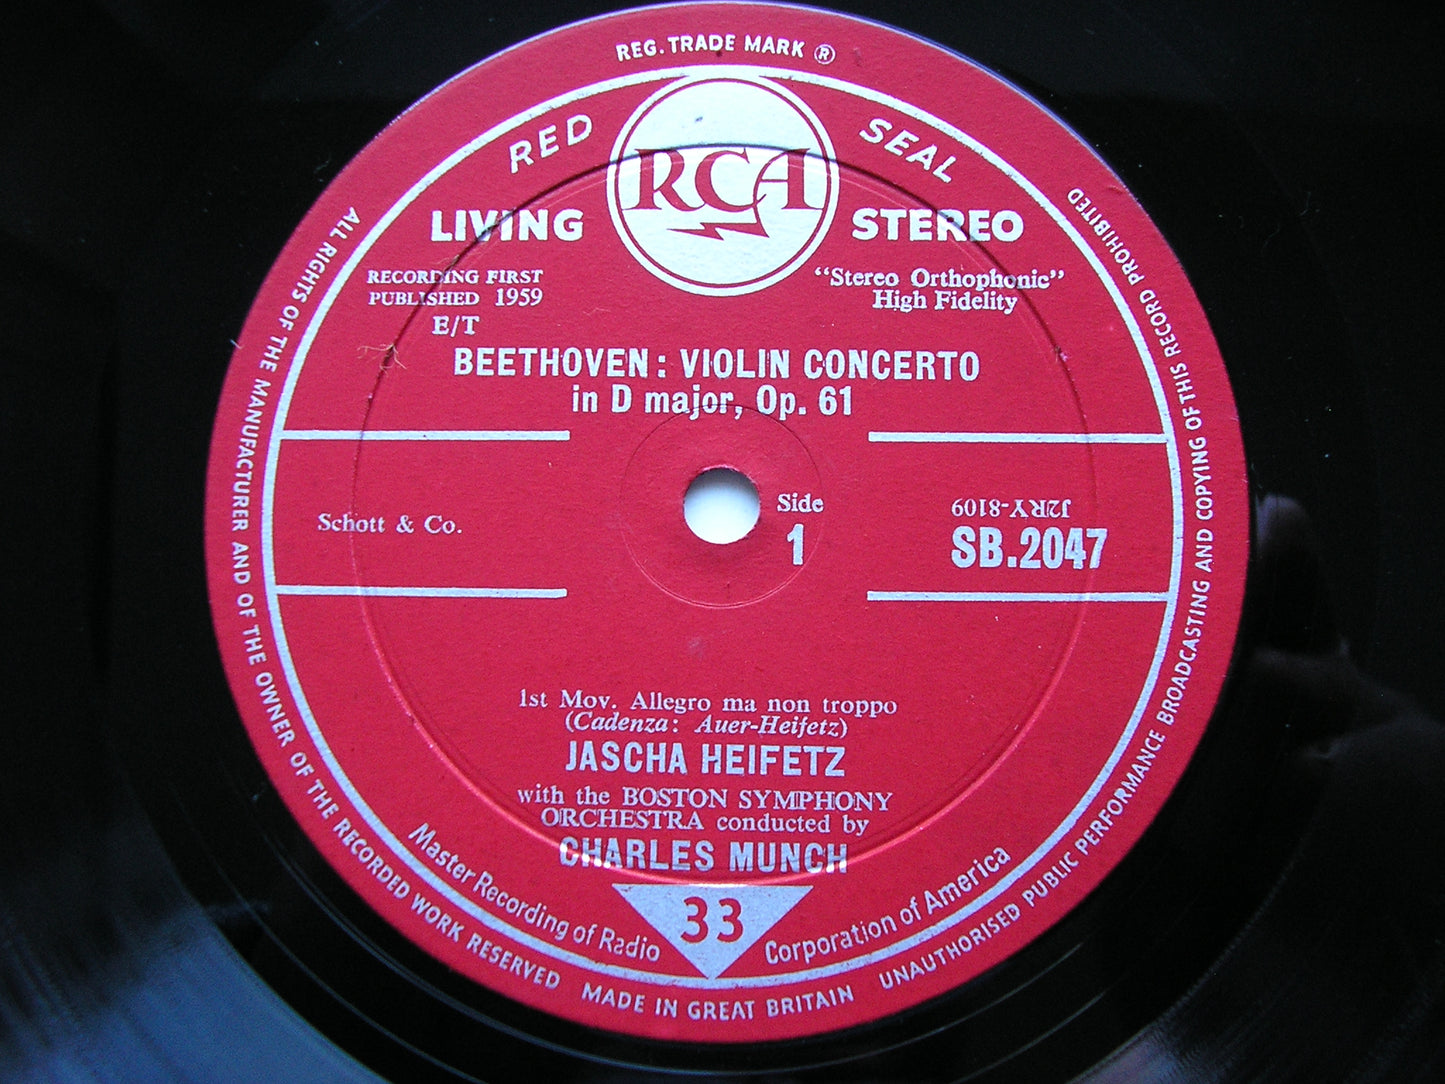 REG. TRADE MARK ®
RED SEAL
RCA
LIVING STEREO
RECORDING FIRST
PUBLISHED 1959
E/T
"Stereo Orthophonic"
High Fidelity
BEETHOVEN: VIOLIN CONCERTO
in D major, Op. 61
Schott & Co.
Side
1
J2RY-8109
SB.2047
1st Mov. Allegro ma non troppo
(Cadenza: Auer-Heifetz)
JASCHA HEIFETZ
with the BOSTON SYMPHONY
ORCHESTRA conducted by
CHARLES MUNCH
33
Master Recording of Radio Corporation of America
ALL RIGHTS OF THE MANUFACTURER AND OF THE OWNER OF THE RECORDED WORK RESERVED
MADE IN GREAT BRITAIN
UNAUTHORISED PUBLIC PERFORMANCE BROADCASTING AND COPYING OF THIS RECORD PROHIBITED